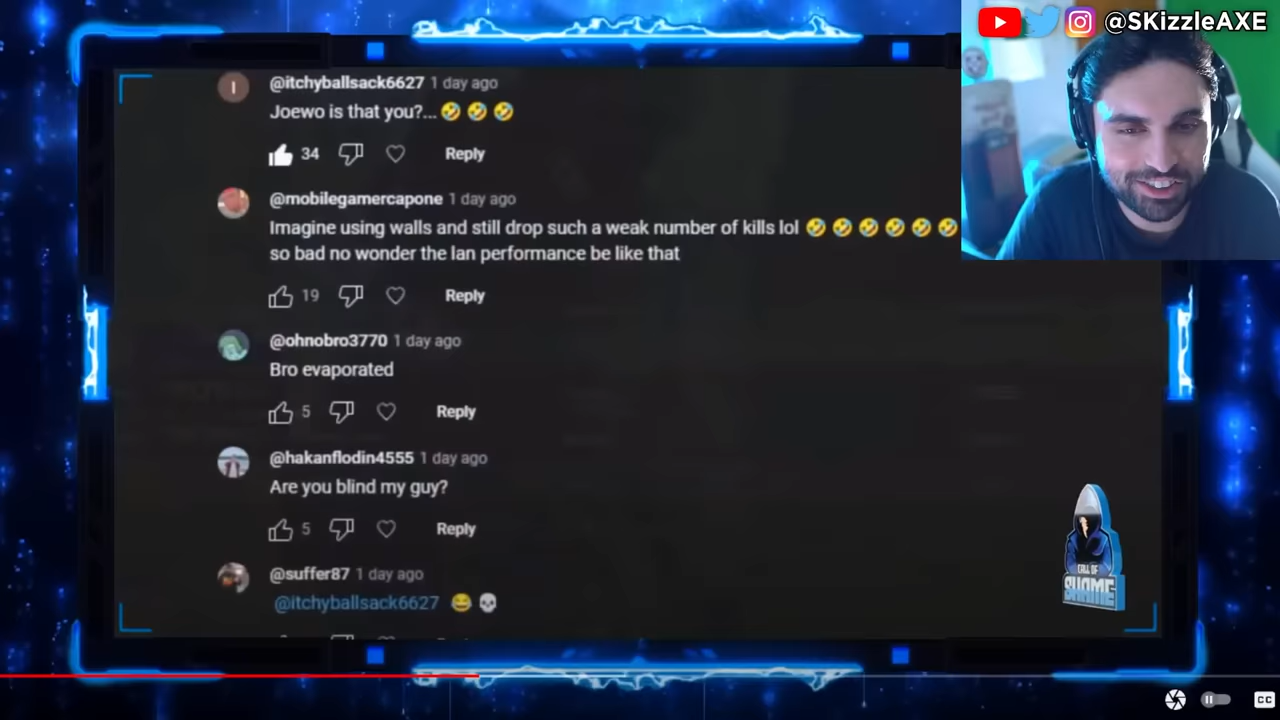 @SKizzleAXE
@itchyballsack6627 1 day ago
Joewo is that you?... 🤣 🤣 🤣
34 Reply
@mobilegamercapone 1 day ago
Imagine using walls and still drop such a weak number of kills lol 🤣 🤣 🤣 🤣 🤣 🤣
so bad no wonder the lan performance be like that
19 Reply
@ohnobro3770 1 day ago
Bro evaporated
5 Reply
@hakanflodin4555 1 day ago
Are you blind my guy?
5 Reply
@suffer87 1 day ago
@itchyballsack6627 😂 💀
I
CALL OF
SHAME
CC